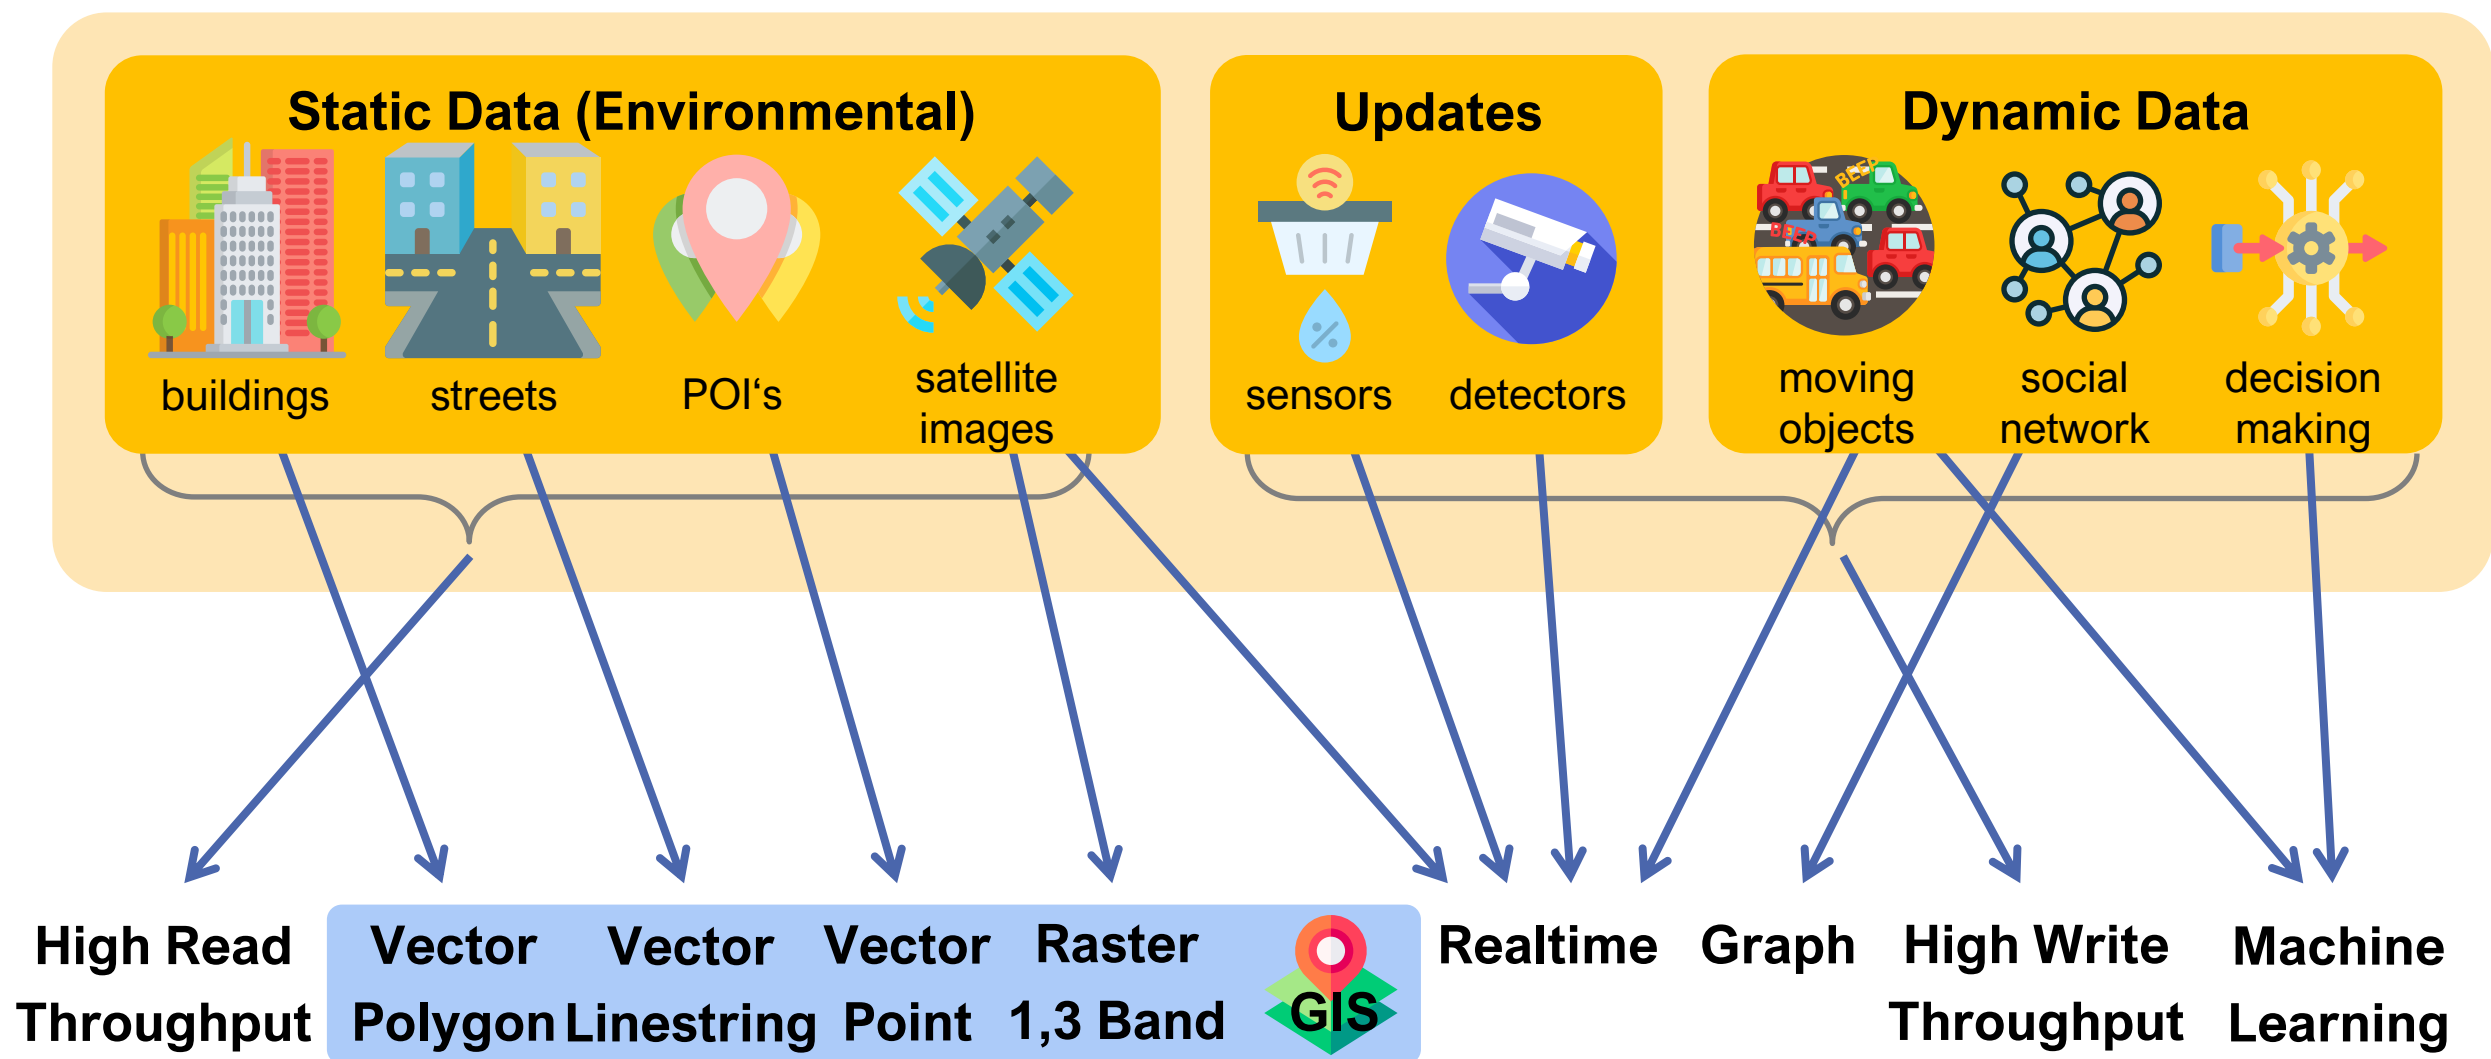 Static Data (Environmental)
buildings
streets
POI‘s
satellite
images
Updates
sensors
detectors
Dynamic Data
BEEP
BEEP
moving
objects
social
network
decision
making
High Read
Throughput
Vector
Polygon
Vector
Linestring
Vector
Point
Raster
1,3 Band
GIS
Realtime
Graph
High Write
Throughput
Machine
Learning